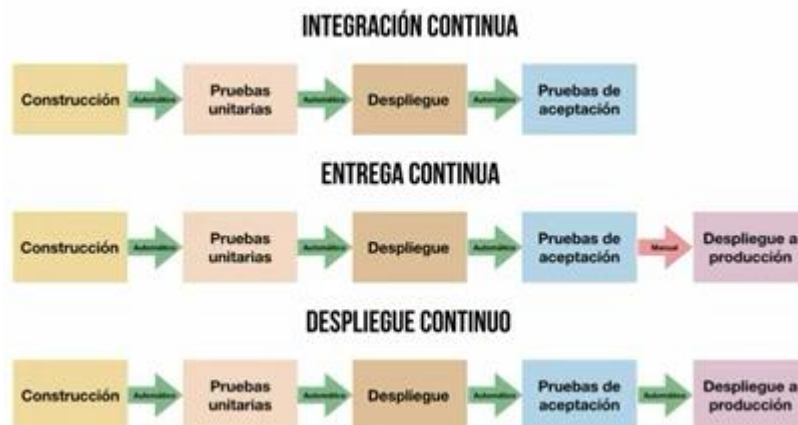 INTEGRACIÓN CONTINUA
Construcción
Automático
Pruebas
unitarias
Automático
Despliegue
Automático
Pruebas de
aceptación
ENTREGA CONTINUA
Construcción
Automático
Pruebas
unitarias
Automático
Despliegue
Automático
Pruebas de
aceptación
Manual
Despliegue a
producción
DESPLIEGUE CONTINUO
Construcción
Automático
Pruebas
unitarias
Automático
Despliegue
Automático
Pruebas de
aceptación
Automático
Despliegue a
producción